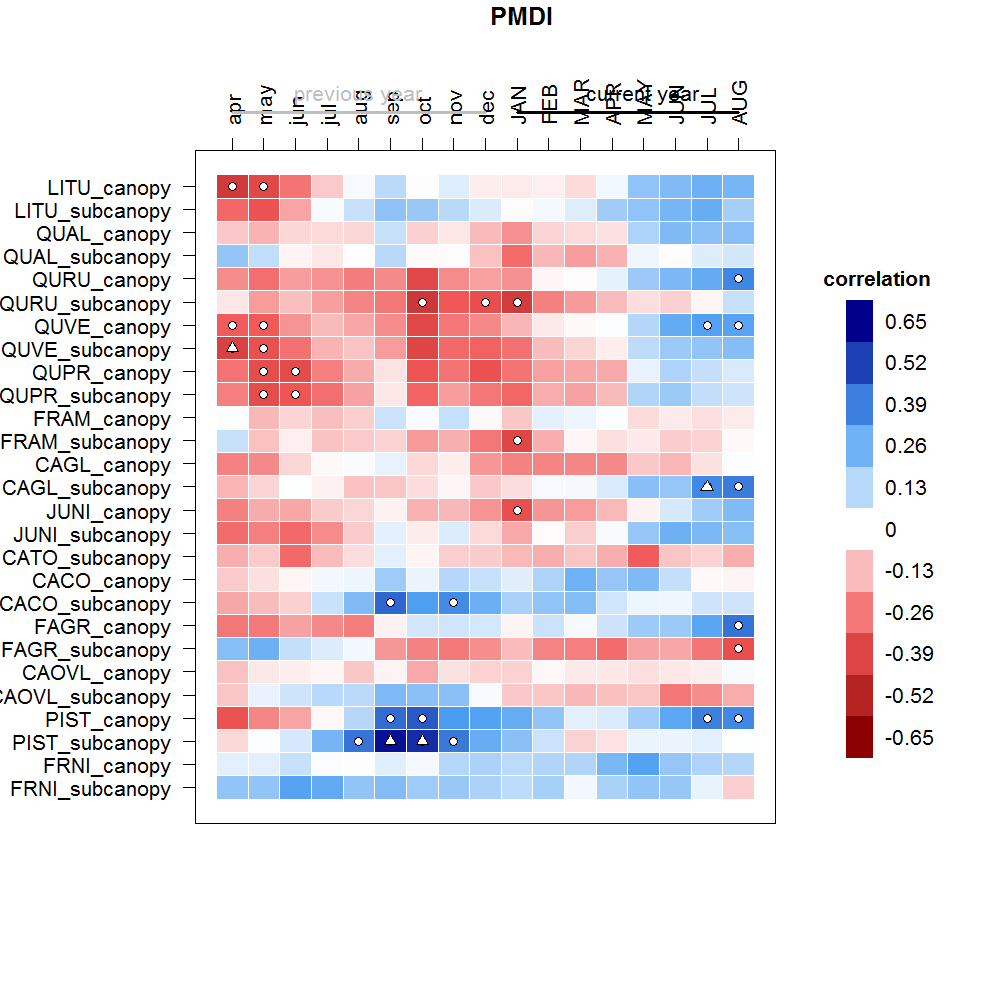 PMDI
previous year
current year
apr
may
jun
jul
aug
sep
oct
nov
dec
JAN
FEB
MAR
APR
MAY
JUN
JUL
AUG
LITU_canopy
LITU_subcanopy
QUAL_canopy
QUAL_subcanopy
QURU_canopy
QURU_subcanopy
QUVE_canopy
QUVE_subcanopy
QUPR_canopy
QUPR_subcanopy
FRAM_canopy
FRAM_subcanopy
CAGL_canopy
CAGL_subcanopy
JUNI_canopy
JUNI_subcanopy
CATO_subcanopy
CACO_canopy
CACO_subcanopy
FAGR_canopy
FAGR_subcanopy
CAOVL_canopy
CAOVL_subcanopy
PIST_canopy
PIST_subcanopy
FRNI_canopy
FRNI_subcanopy
correlation
0.65
0.52
0.39
0.26
0.13
0
-0.13
-0.26
-0.39
-0.52
-0.65